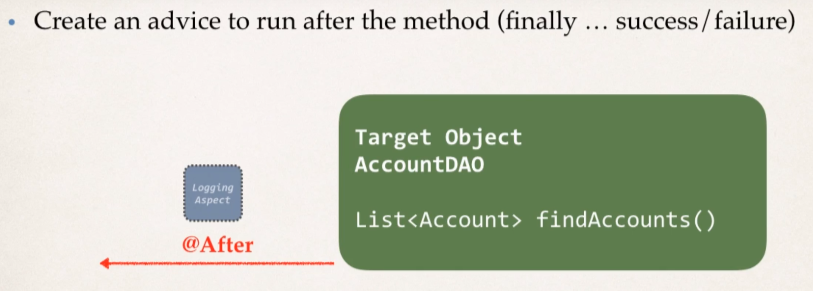 • Create an advice to run after the method (finally … success/failure)
Target Object
AccountDAO
Logging
Aspect
List<Account> findAccounts()
@After